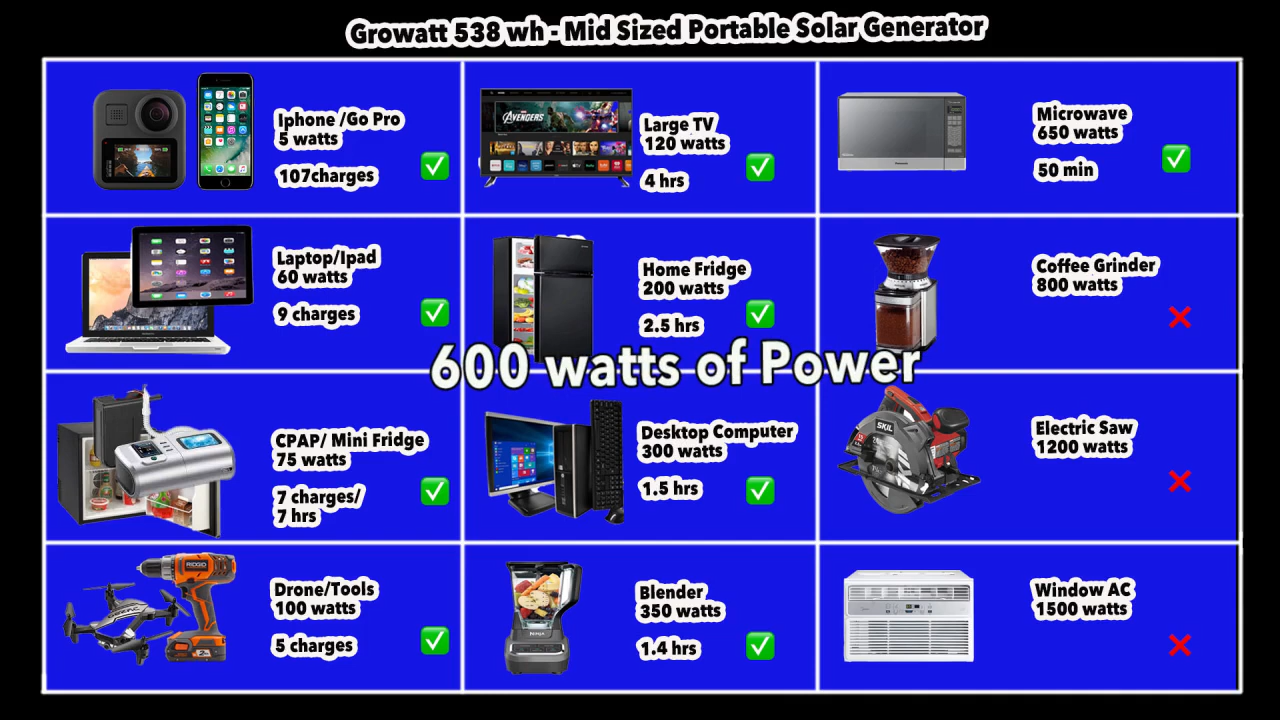 Growatt 538 wh - Mid Sized Portable Solar Generator
Iphone /Go Pro
5 watts
107charges
AVENGERS
Large TV
120 watts
4 hrs
Microwave
650 watts
50 min
Laptop/Ipad
60 watts
9 charges
Home Fridge
200 watts
2.5 hrs
Coffee Grinder
800 watts
600 watts of Power
CPAP/ Mini Fridge
75 watts
7 charges/
7 hrs
Desktop Computer
300 watts
1.5 hrs
SKIL
Electric Saw
1200 watts
RIDGID
Drone/Tools
100 watts
5 charges
NINJA
Blender
350 watts
1.4 hrs
Window AC
1500 watts